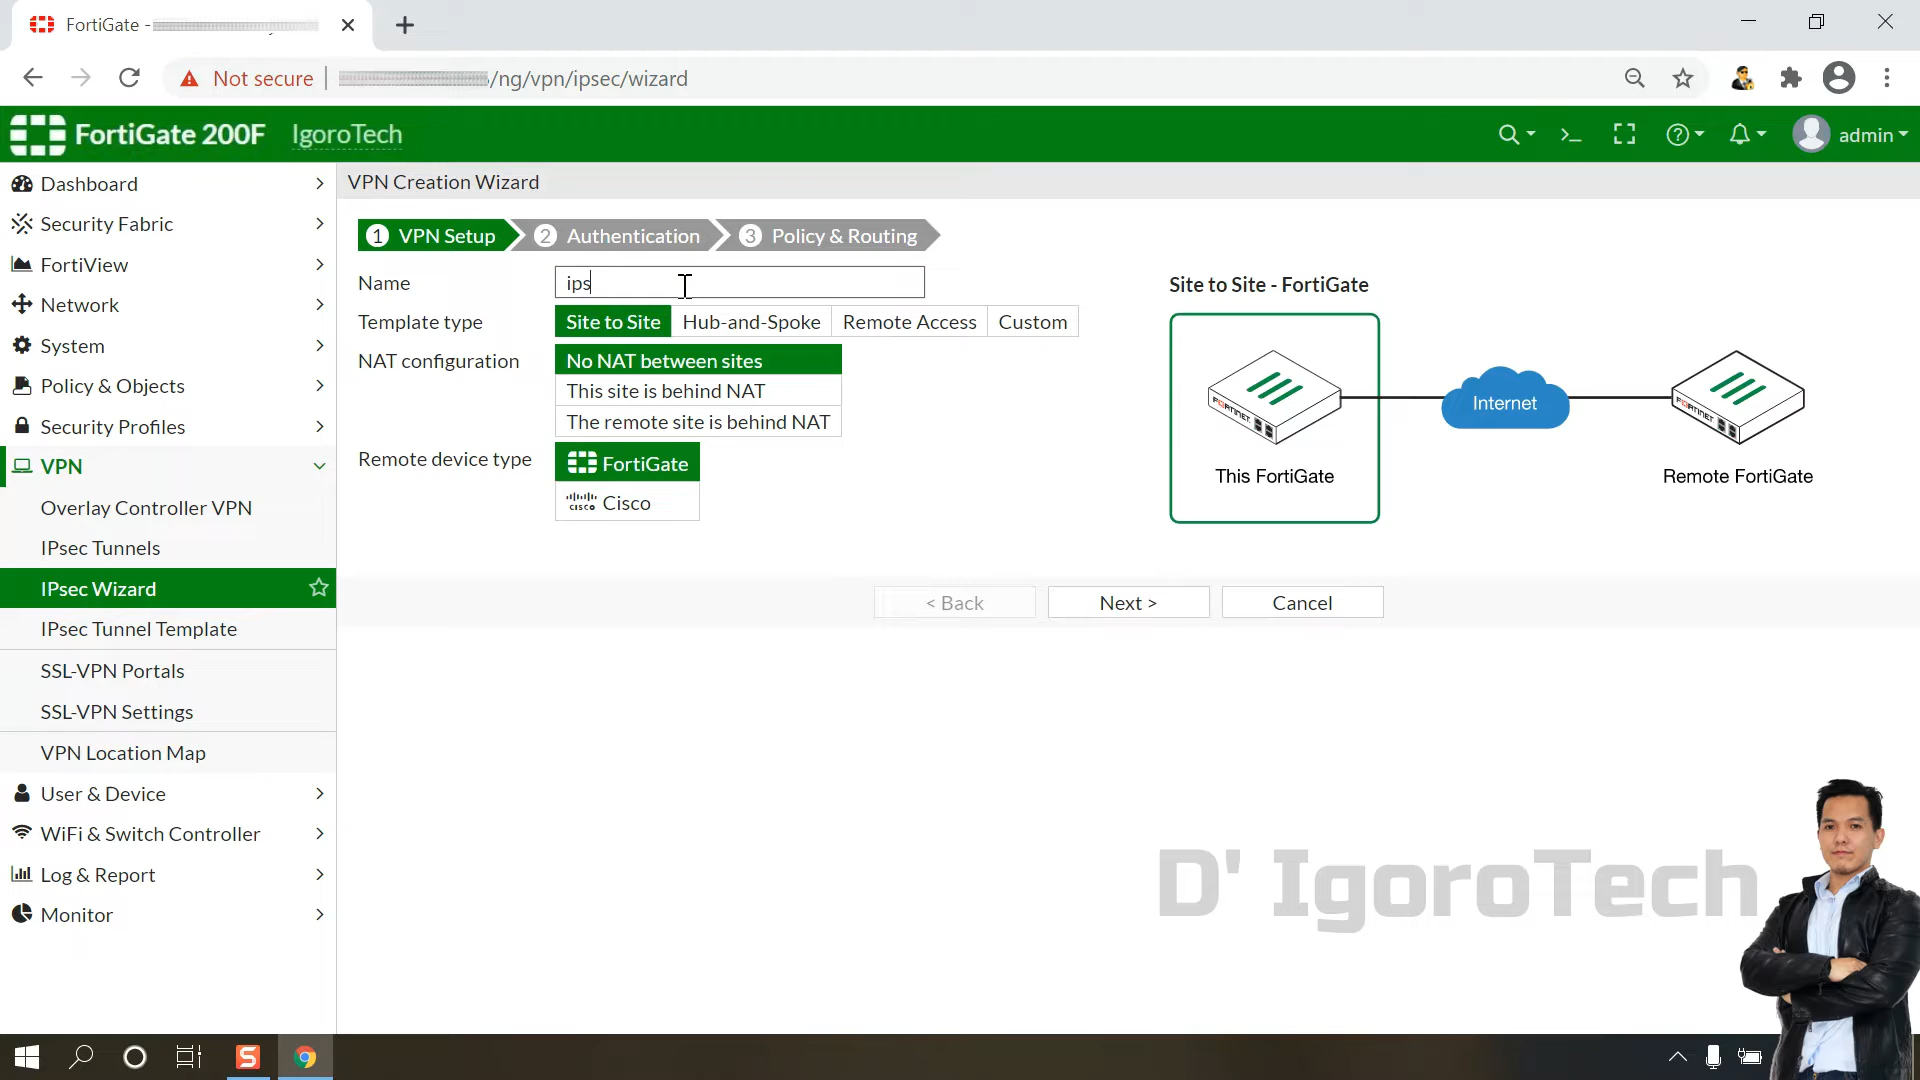 FortiGate -
Not secure
/ng/vpn/ipsec/wizard
FortiGate 200F
IgoroTech
admin
Dashboard
Security Fabric
FortiView
Network
System
Policy & Objects
Security Profiles
VPN
Overlay Controller VPN
IPsec Tunnels
IPsec Wizard
IPsec Tunnel Template
SSL-VPN Portals
SSL-VPN Settings
VPN Location Map
User & Device
WiFi & Switch Controller
Log & Report
Monitor
VPN Creation Wizard
1 VPN Setup
2 Authentication
3 Policy & Routing
Name
ips
Template type
Site to Site
Hub-and-Spoke
Remote Access
Custom
NAT configuration
No NAT between sites
This site is behind NAT
The remote site is behind NAT
Remote device type
FortiGate
CISCO Cisco
Site to Site - FortiGate
FORTINET
Internet
FORTINET
This FortiGate
Remote FortiGate
< Back
Next >
Cancel
D' IgoroTech
S